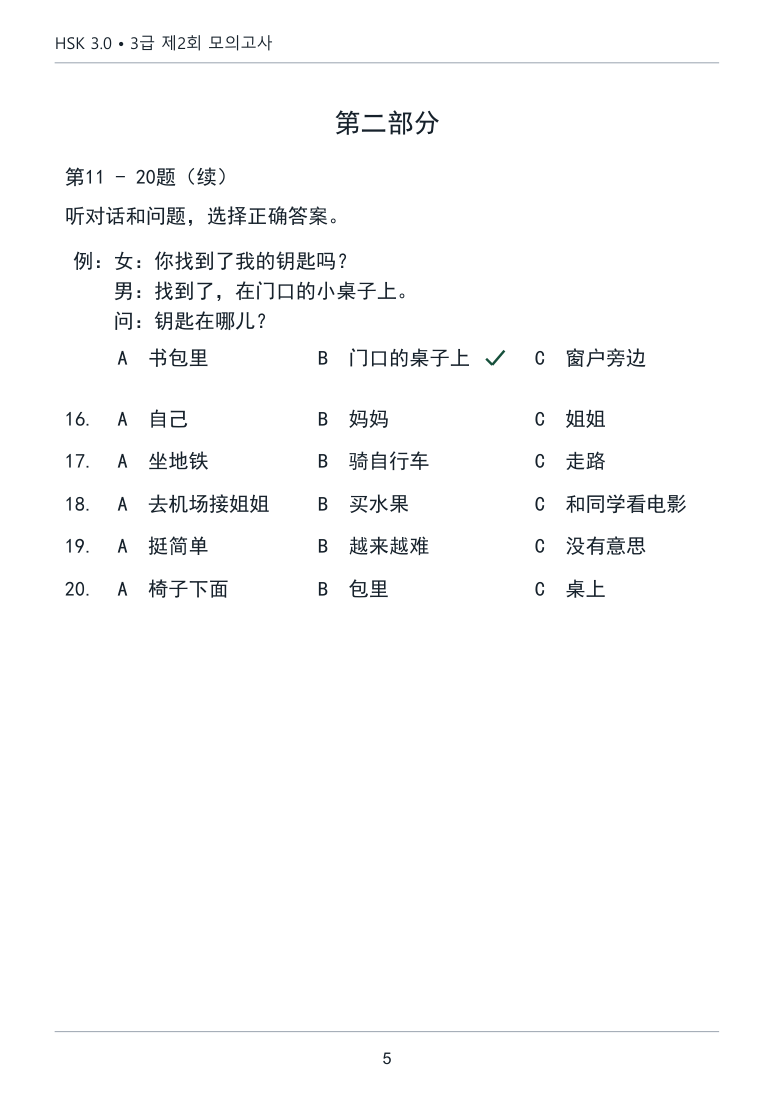 HSK 3.0 • 3급 제2회 모의고사
第二部分
第11 - 20题（续）
听对话和问题，选择正确答案。
例：女：你找到了我的钥匙吗？
男：找到了，在门口的小桌子上。
问：钥匙在哪儿？
A 书包里 B 门口的桌子上 ✓ C 窗户旁边
16. A 自己 B 妈妈 C 姐姐
17. A 坐地铁 B 骑自行车 C 走路
18. A 去机场接姐姐 B 买水果 C 和同学看电影
19. A 挺简单 B 越来越难 C 没有意思
20. A 椅子下面 B 包里 C 桌上
5